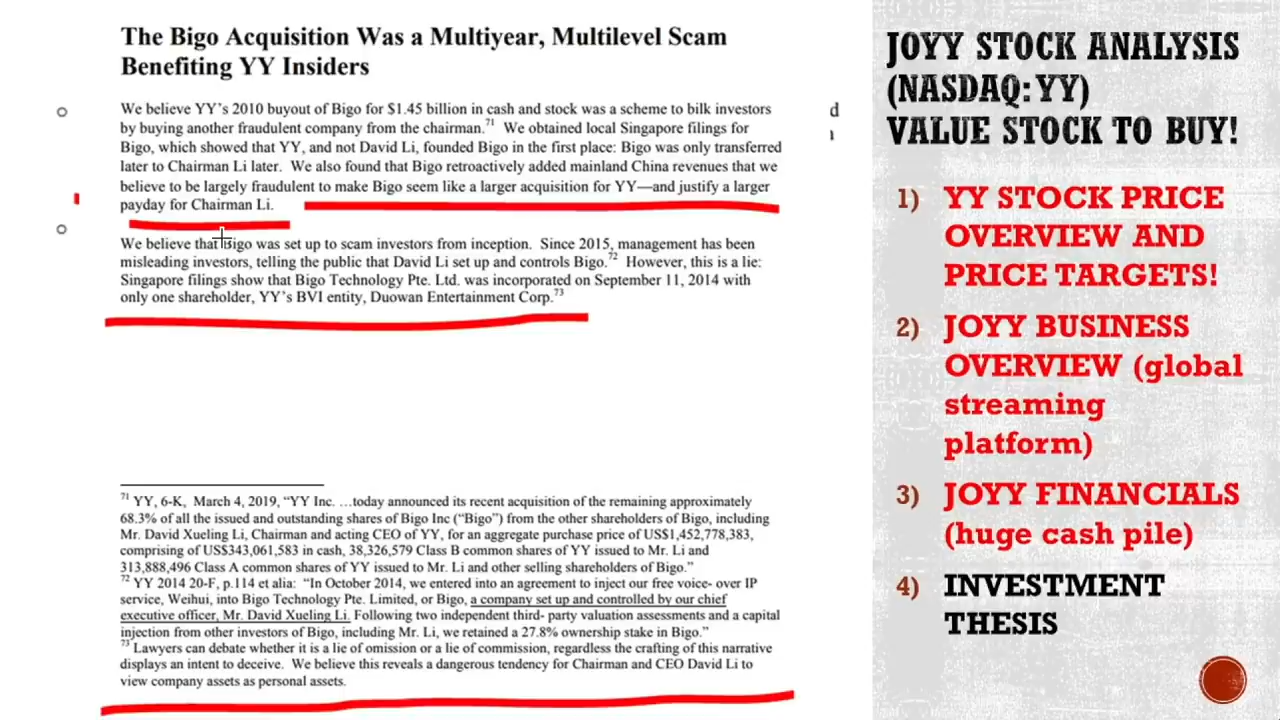 The Bigo Acquisition Was a Multiyear, Multilevel Scam
Benefiting YY Insiders
We believe YY's 2010 buyout of Bigo for $1.45 billion in cash and stock was a scheme to bilk investors
by buying another fraudulent company from the chairman.71 We obtained local Singapore filings for
Bigo, which showed that YY, and not David Li, founded Bigo in the first place: Bigo was only transferred
later to Chairman Li later. We also found that Bigo retroactively added mainland China revenues that we
believe to be largely fraudulent to make Bigo seem like a larger acquisition for YY—and justify a larger
payday for Chairman Li.
We believe that Bigo was set up to scam investors from inception. Since 2015, management has been
misleading investors, telling the public that David Li set up and controls Bigo.72 However, this is a lie:
Singapore filings show that Bigo Technology Pte. Ltd. was incorporated on September 11, 2014 with
only one shareholder, YY's BVI entity, Duowan Entertainment Corp.73
71 YY, 6-K, March 4, 2019, “YY Inc. …today announced its recent acquisition of the remaining approximately
68.3% of all the issued and outstanding shares of Bigo Inc (“Bigo”) from the other shareholders of Bigo, including
Mr. David Xueling Li, Chairman and acting CEO of YY, for an aggregate purchase price of US$1,452,778,383,
comprising of US$343,061,583 in cash, 38,326,579 Class B common shares of YY issued to Mr. Li and
313,888,496 Class A common shares of YY issued to Mr. Li and other selling shareholders of Bigo.”
72 YY 2014 20-F, p.114 et alia: “In October 2014, we entered into an agreement to inject our free voice- over IP
service, Weihui, into Bigo Technology Pte. Limited, or Bigo, a company set up and controlled by our chief
executive officer, Mr. David Xueling Li. Following two independent third- party valuation assessments and a capital
injection from other investors of Bigo, including Mr. Li, we retained a 27.8% ownership stake in Bigo.”
73 Lawyers can debate whether it is a lie of omission or a lie of commission, regardless the crafting of this narrative
displays an intent to deceive. We believe this reveals a dangerous tendency for Chairman and CEO David Li to
view company assets as personal assets.
d
JOYY STOCK ANALYSIS
(NASDAQ:YY)
VALUE STOCK TO BUY!
1) YY STOCK PRICE
OVERVIEW AND
PRICE TARGETS!
2) JOYY BUSINESS
OVERVIEW (global
streaming
platform)
3) JOYY FINANCIALS
(huge cash pile)
4) INVESTMENT
THESIS